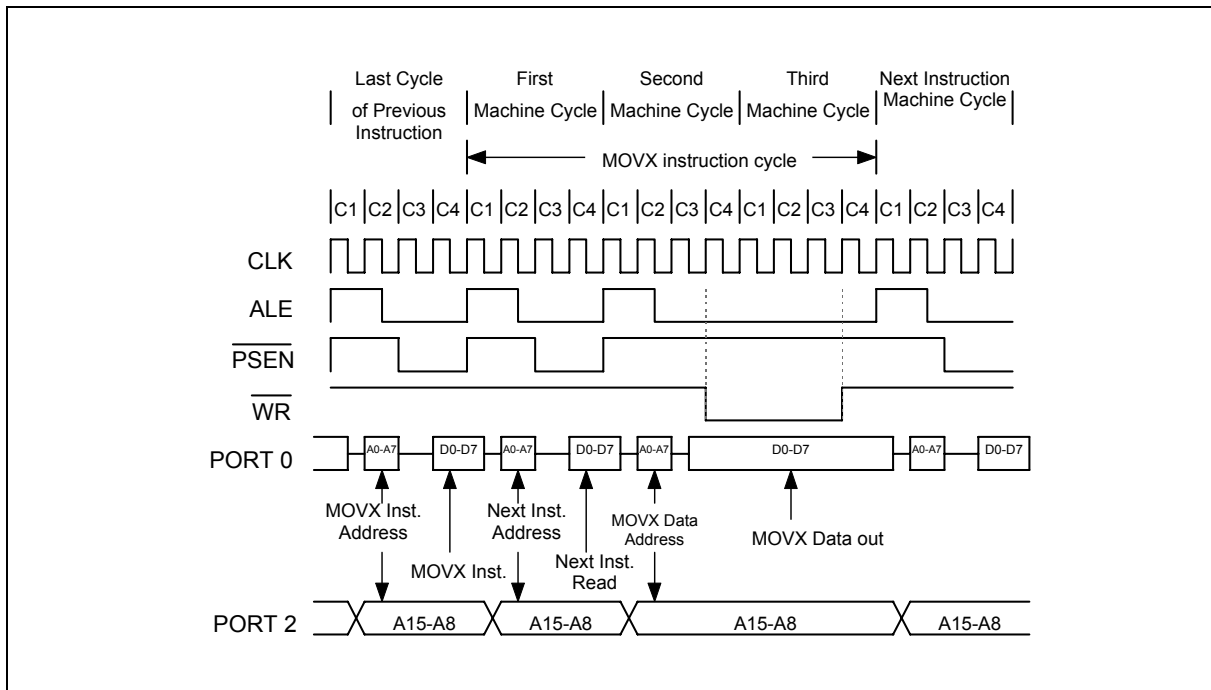 Last Cycle
of Previous
Instruction
First
Machine Cycle
Second
Machine Cycle
Third
Machine Cycle
Next Instruction
Machine Cycle
MOVX instruction cycle
C1 C2 C3 C4 C1 C2 C3 C4 C1 C2 C3 C4 C1 C2 C3 C4 C1 C2 C3 C4
CLK
ALE
PSEN
WR
PORT 0
A0-A7 D0-D7 A0-A7 D0-D7 A0-A7 D0-D7 A0-A7 D0-D7
MOVX Inst.
Address
MOVX Inst.
Next Inst.
Address
Next Inst.
Read
MOVX Data
Address
MOVX Data out
PORT 2
A15-A8 A15-A8 A15-A8 A15-A8